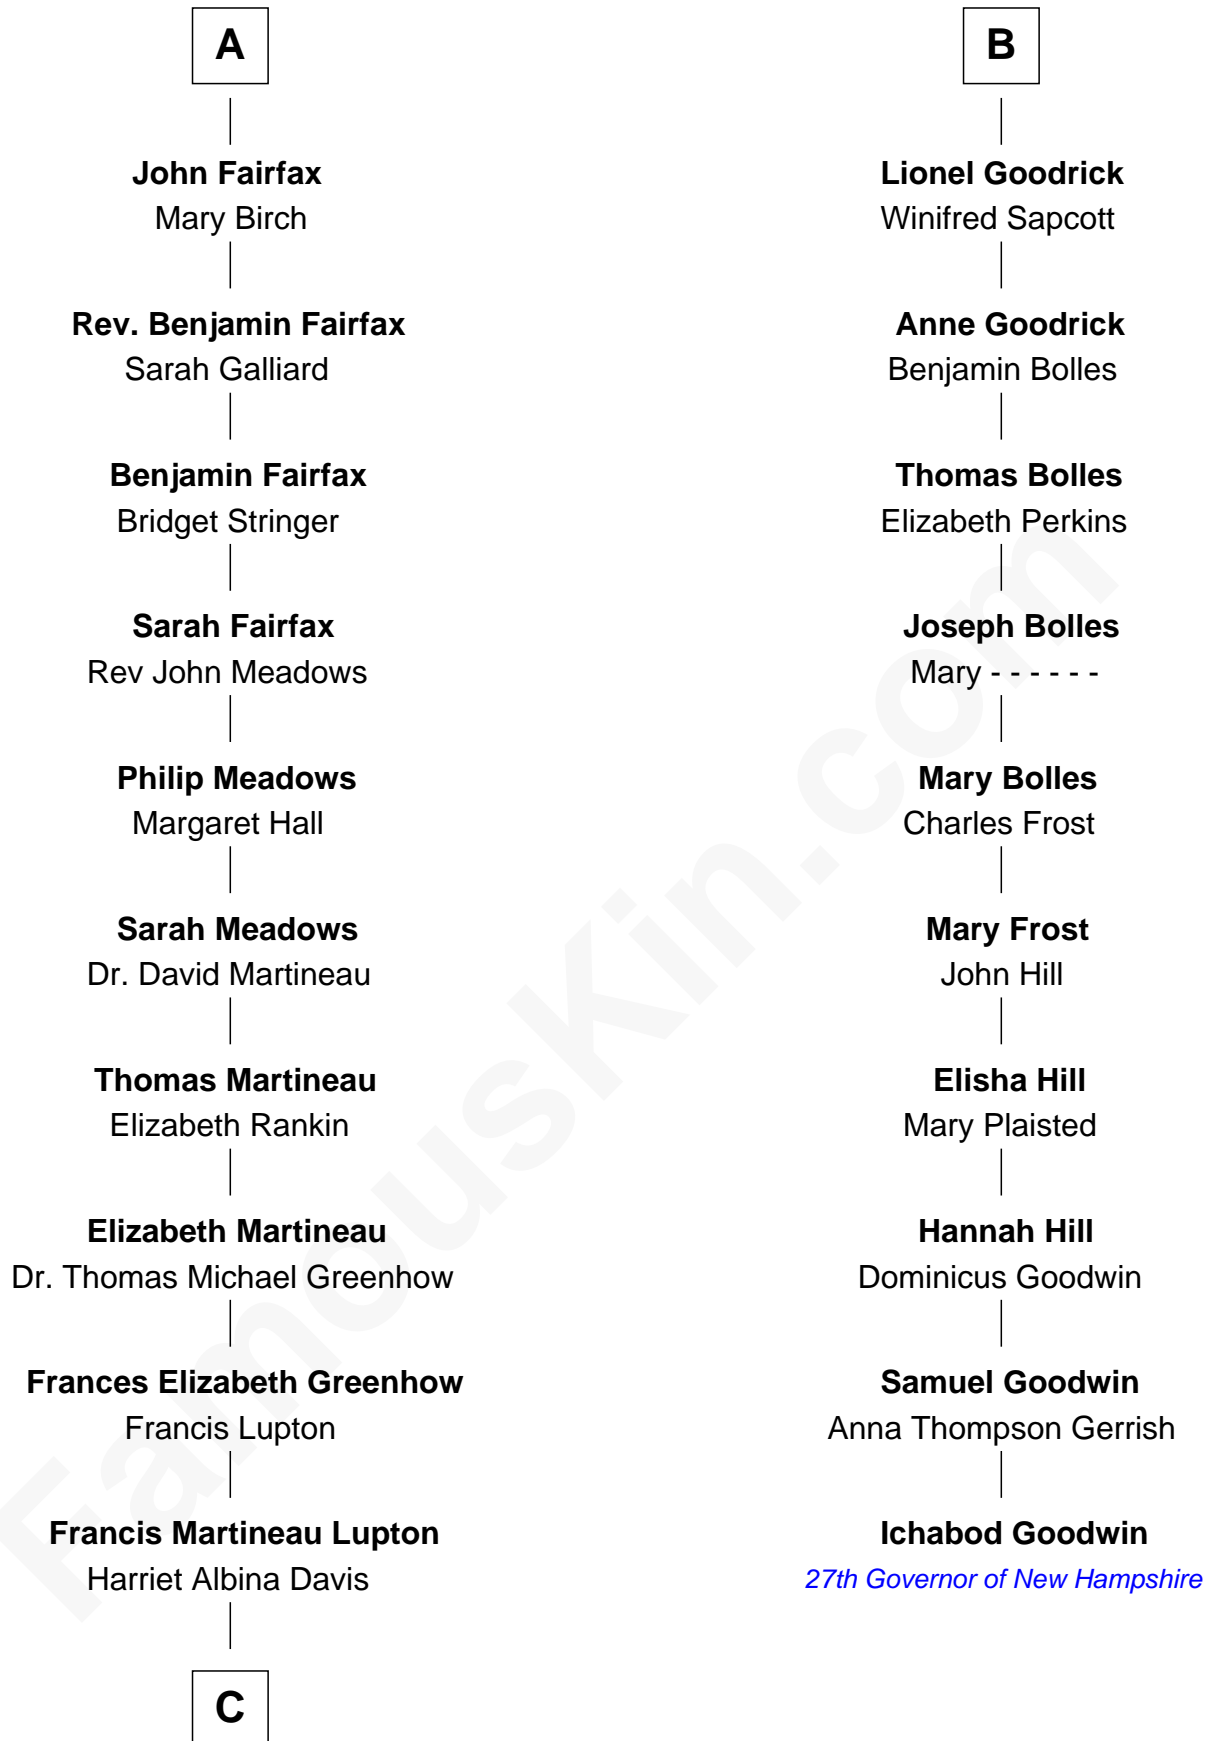 A
John Fairfax
Mary Birch
Rev. Benjamin Fairfax
Sarah Galliard
Benjamin Fairfax
Bridget Stringer
Sarah Fairfax
Rev John Meadows
Philip Meadows
Margaret Hall
Sarah Meadows
Dr. David Martineau
Thomas Martineau
Elizabeth Rankin
Elizabeth Martineau
Dr. Thomas Michael Greenhow
Frances Elizabeth Greenhow
Francis Lupton
Francis Martineau Lupton
Harriet Albina Davis
C
B
Lionel Goodrick
Winifred Sapcott
Anne Goodrick
Benjamin Bolles
Thomas Bolles
Elizabeth Perkins
Joseph Bolles
Mary - - - - - -
Mary Bolles
Charles Frost
Mary Frost
John Hill
Elisha Hill
Mary Plaisted
Hannah Hill
Dominicus Goodwin
Samuel Goodwin
Anna Thompson Gerrish
Ichabod Goodwin
27th Governor of New Hampshire
FamousKin.com